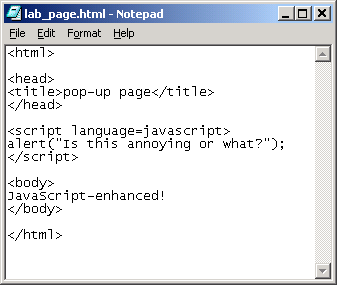 lab_page.html - Notepad
File Edit Format Help
<html>
<head>
<title>pop-up page</title>
</head>
<script language=javascript>
alert("Is this annoying or what?");
</script>
<body>
JavaScript-enhanced!
</body>
</html>